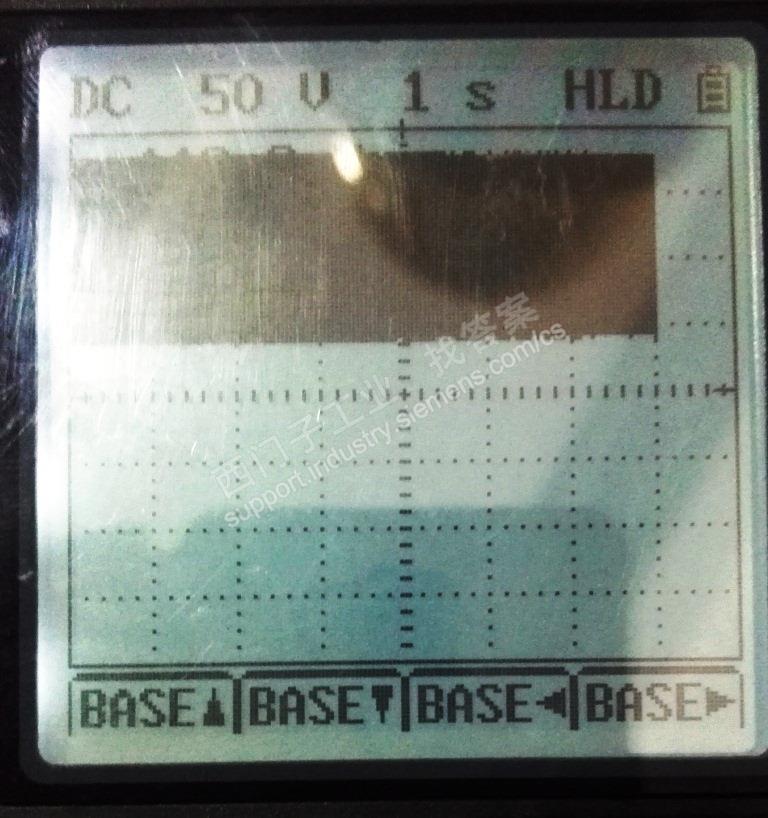 DC 50 V 1 s HLD
西门子工业 找答案
support.industry.siemens.com/cs
BASE▲ BASE▼ BASE◀ BASE▶